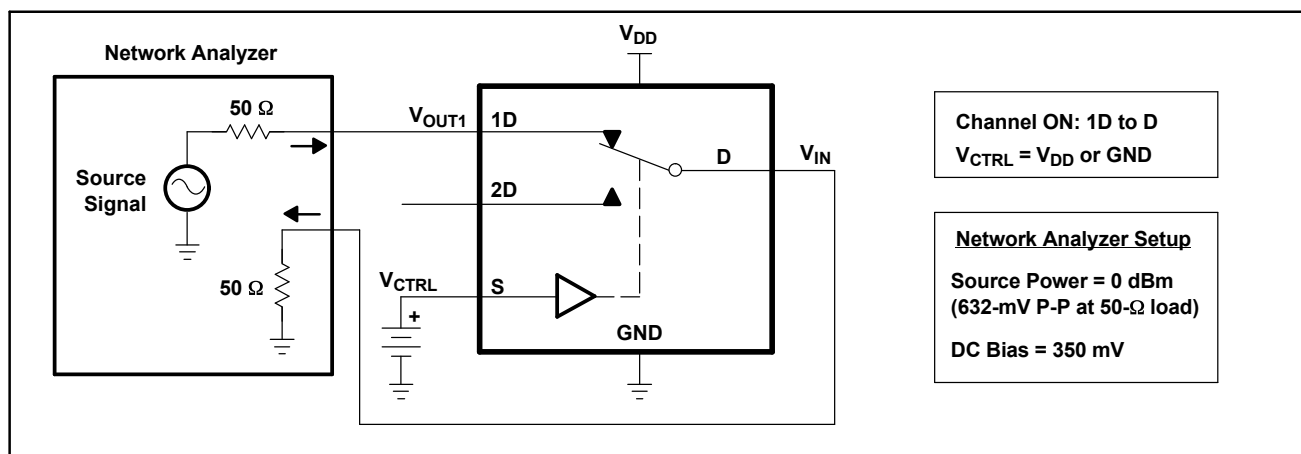 V_DD
Network Analyzer
50 Ω
V_OUT1 1D
D V_IN
Source
Signal
2D
50 Ω
V_CTRL S
+
GND
Channel ON: 1D to D
V_CTRL = V_DD or GND
Network Analyzer Setup
Source Power = 0 dBm
(632-mV P-P at 50-Ω load)
DC Bias = 350 mV